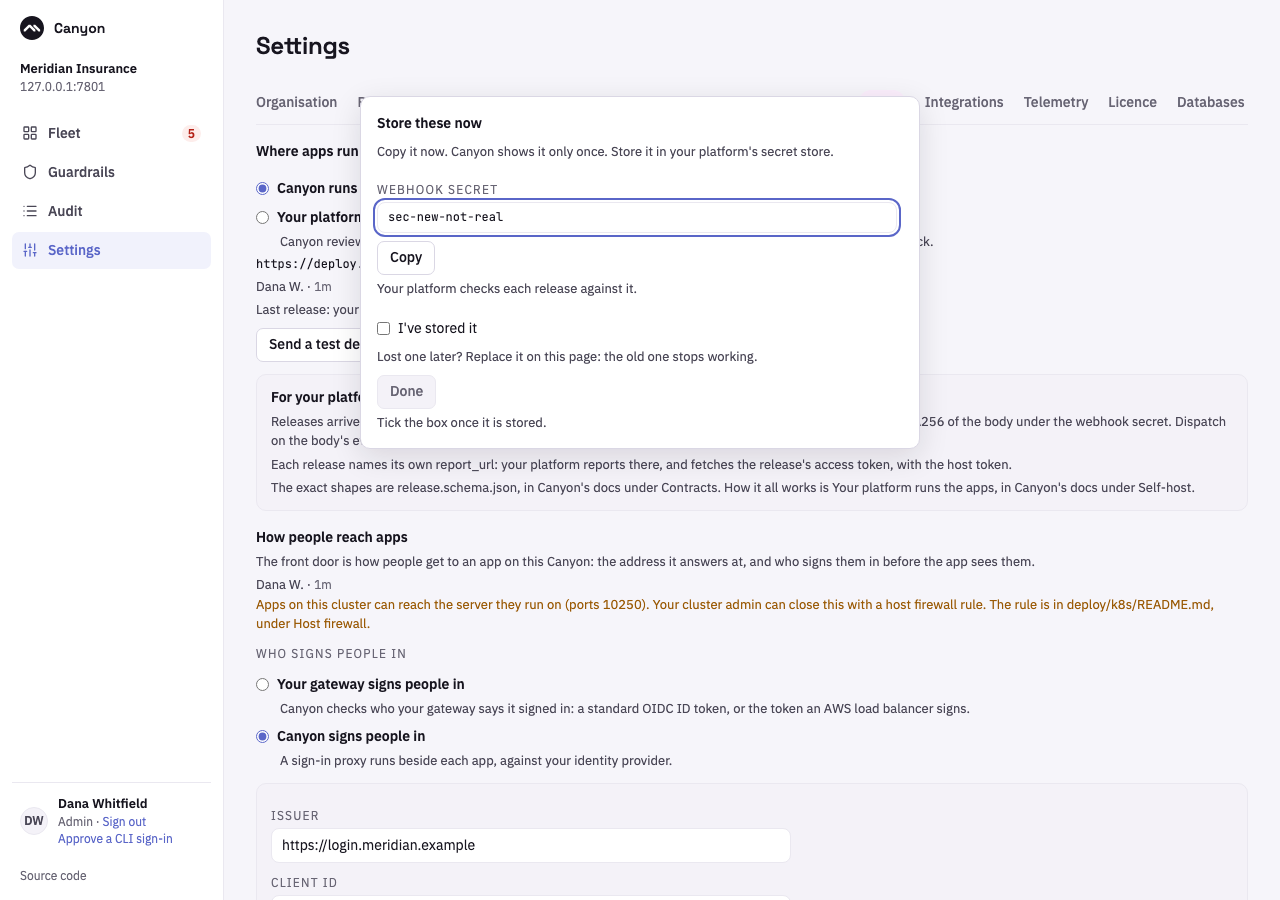 Canyon
Meridian Insurance
127.0.0.1:7801
Fleet 5
Guardrails
Audit
Settings
Dana Whitfield
DW
Admin · Sign out
Approve a CLI sign-in
Source code
Settings
Organisation Integrations Telemetry Licence Databases
Where apps run
Canyon runs
Your platform
Canyon
https://deploy.
Dana W. · 1m
Last release: your
Send a test
For your
Releases 256 of the body under the webhook secret. Dispatch
on the body's
Each release names its own report_url: your platform reports there, and fetches the release's access token, with the host token.
The exact shapes are release.schema.json, in Canyon's docs under Contracts. How it all works is Your platform runs the apps, in Canyon's docs under Self-host.
Store these now
Copy it now. Canyon shows it only once. Store it in your platform's secret store.
WEBHOOK SECRET
sec-new-not-real
Copy
Your platform checks each release against it.
I've stored it
Lost one later? Replace it on this page: the old one stops working.
Done
Tick the box once it is stored.
How people reach apps
The front door is how people get to an app on this Canyon: the address it answers at, and who signs them in before the app sees them.
Dana W. · 1m
Apps on this cluster can reach the server they run on (ports 10250). Your cluster admin can close this with a host firewall rule. The rule is in deploy/k8s/README.md,
under Host firewall.
WHO SIGNS PEOPLE IN
Your gateway signs people in
Canyon checks who your gateway says it signed in: a standard OIDC ID token, or the token an AWS load balancer signs.
Canyon signs people in
A sign-in proxy runs beside each app, against your identity provider.
ISSUER
https://login.meridian.example
CLIENT ID